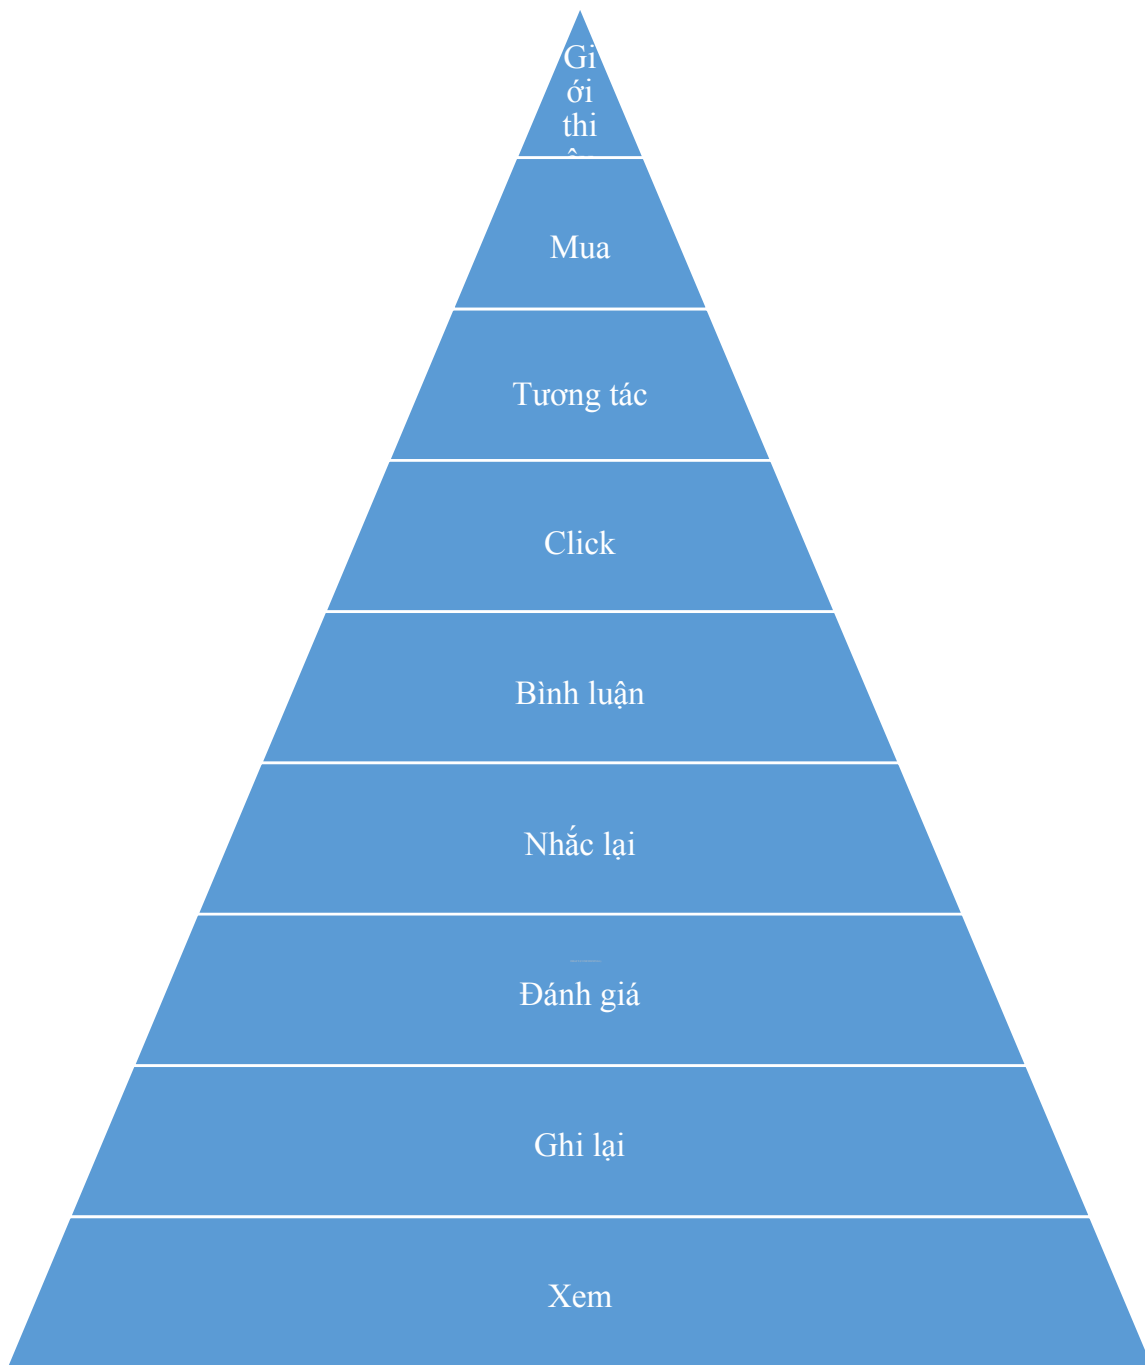 Gi
ới
thi
Mua
Tương tác
Click
Bình luận
Nhắc lại
Đánh giá
Ghi lại
Xem